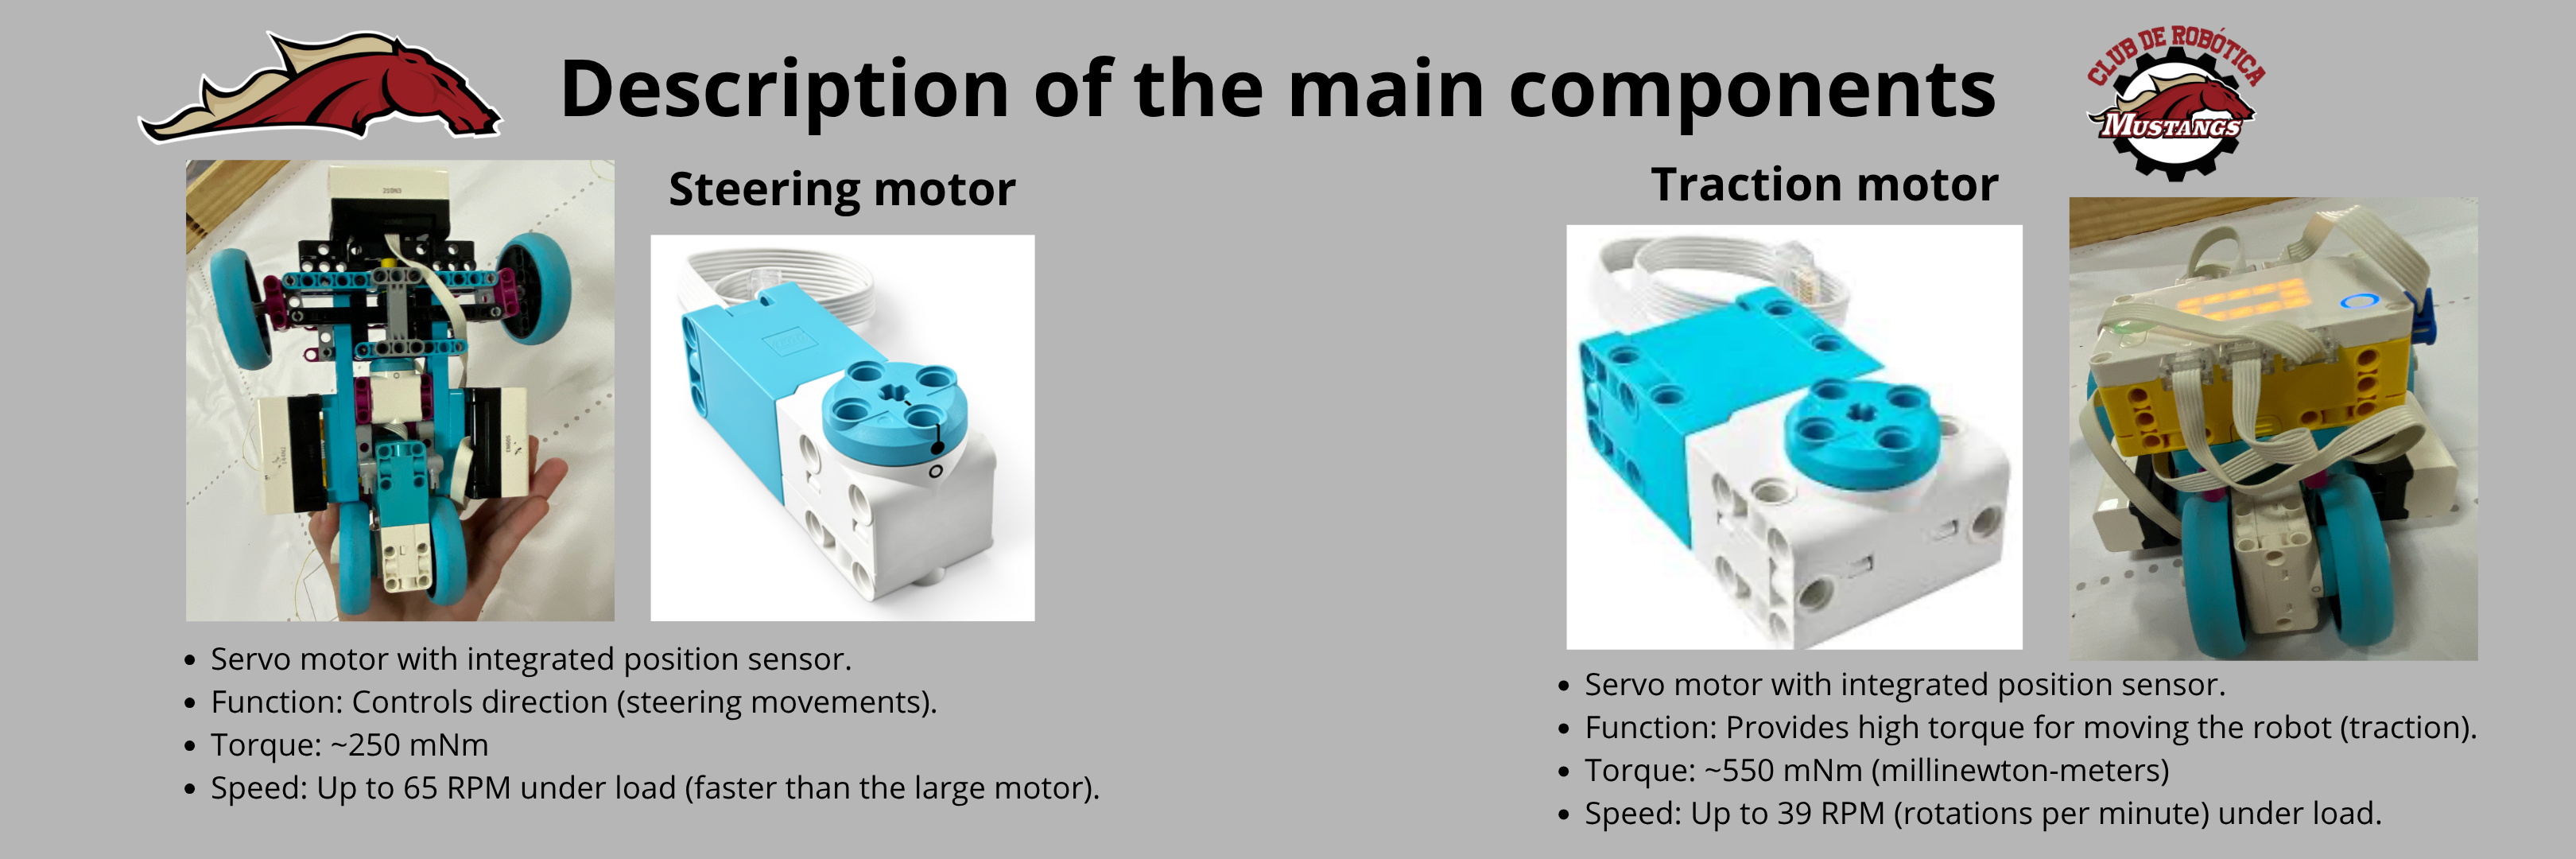 Description of the main components
CLUB DE ROBÓTICA
MUSTANGS
Steering motor
• Servo motor with integrated position sensor.
• Function: Controls direction (steering movements).
• Torque: ~250 mNm
• Speed: Up to 65 RPM under load (faster than the large motor).
Traction motor
• Servo motor with integrated position sensor.
• Function: Provides high torque for moving the robot (traction).
• Torque: ~550 mNm (millinewton-meters)
• Speed: Up to 39 RPM (rotations per minute) under load.